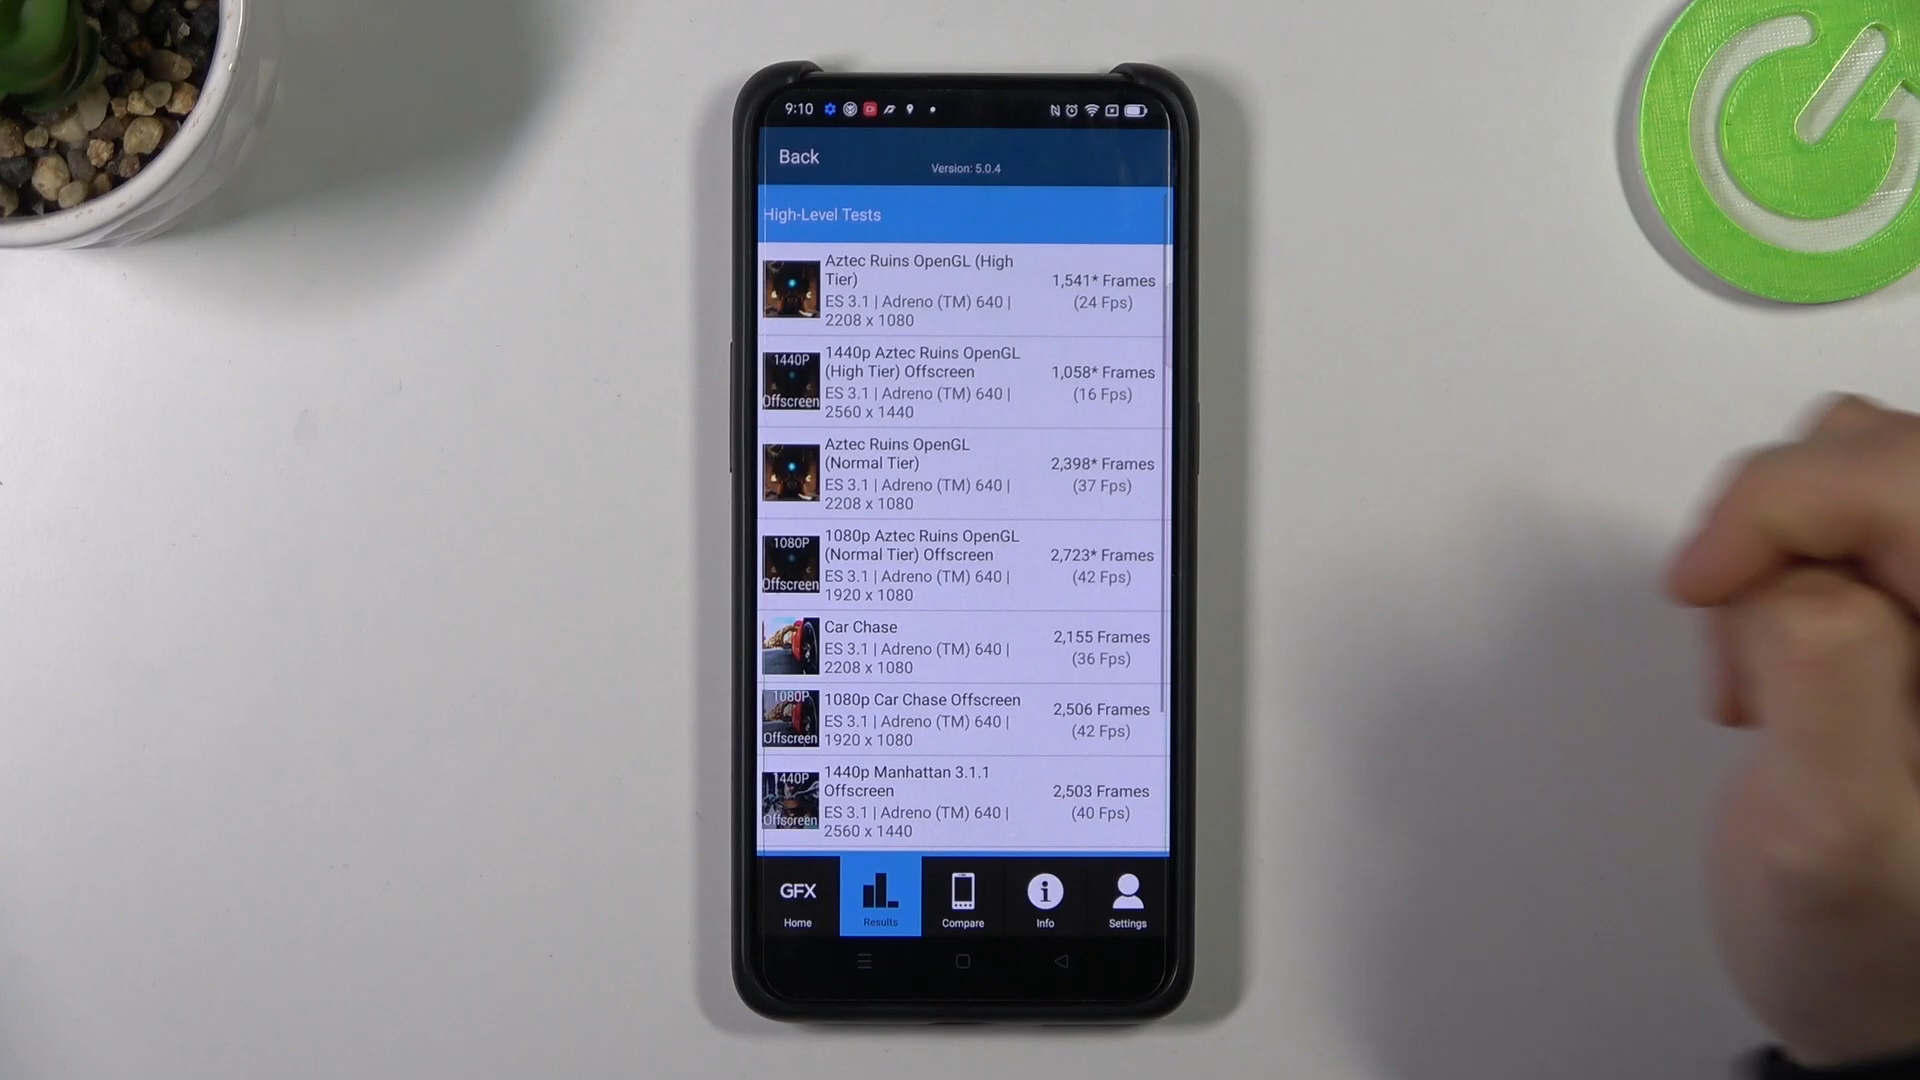 9:10
Back
Version: 5.0.4
High-Level Tests
Aztec Ruins OpenGL (High
Tier)
ES 3.1 | Adreno (TM) 640 |
2208 x 1080
1,541* Frames
(24 Fps)
1440P
Offscreen
1440p Aztec Ruins OpenGL
(High Tier) Offscreen
ES 3.1 | Adreno (TM) 640 |
2560 x 1440
1,058* Frames
(16 Fps)
Aztec Ruins OpenGL
(Normal Tier)
ES 3.1 | Adreno (TM) 640 |
2208 x 1080
2,398* Frames
(37 Fps)
1080P
Offscreen
1080p Aztec Ruins OpenGL
(Normal Tier) Offscreen
ES 3.1 | Adreno (TM) 640 |
1920 x 1080
2,723* Frames
(42 Fps)
Car Chase
ES 3.1 | Adreno (TM) 640 |
2208 x 1080
2,155 Frames
(36 Fps)
1080P
Offscreen
1080p Car Chase Offscreen
ES 3.1 | Adreno (TM) 640 |
1920 x 1080
2,506 Frames
(42 Fps)
1440P
Offscreen
1440p Manhattan 3.1.1
Offscreen
ES 3.1 | Adreno (TM) 640 |
2560 x 1440
2,503 Frames
(40 Fps)
GFX
Home
Results
Compare
Info
Settings